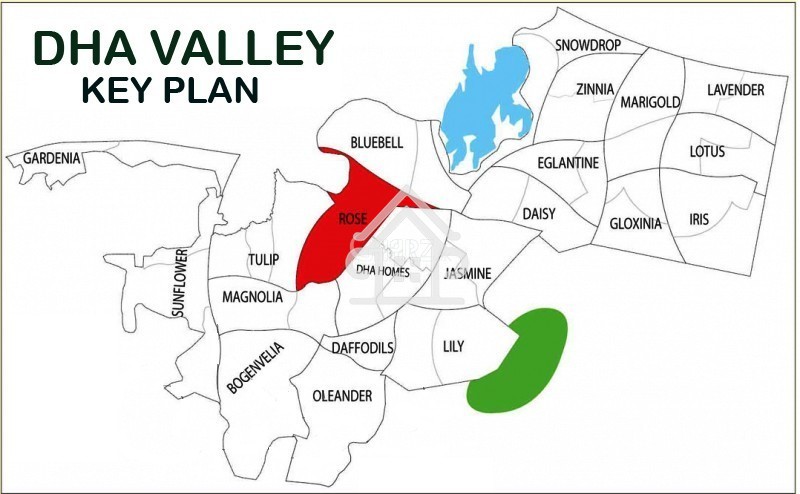 DHA VALLEY
KEY PLAN
SNOWDROP
ZINNIA
MARIGOLD
LAVENDER
BLUEBELL
GARDENIA
EGLANTINE
LOTUS
ROSE
DAISY
GLOXINIA
IRIS
TULIP
SUNFLOWER
DHA HOMES
JASMINE
MAGNOLIA
DAFFODILS
LILY
BOGENVELIA
OLEANDER